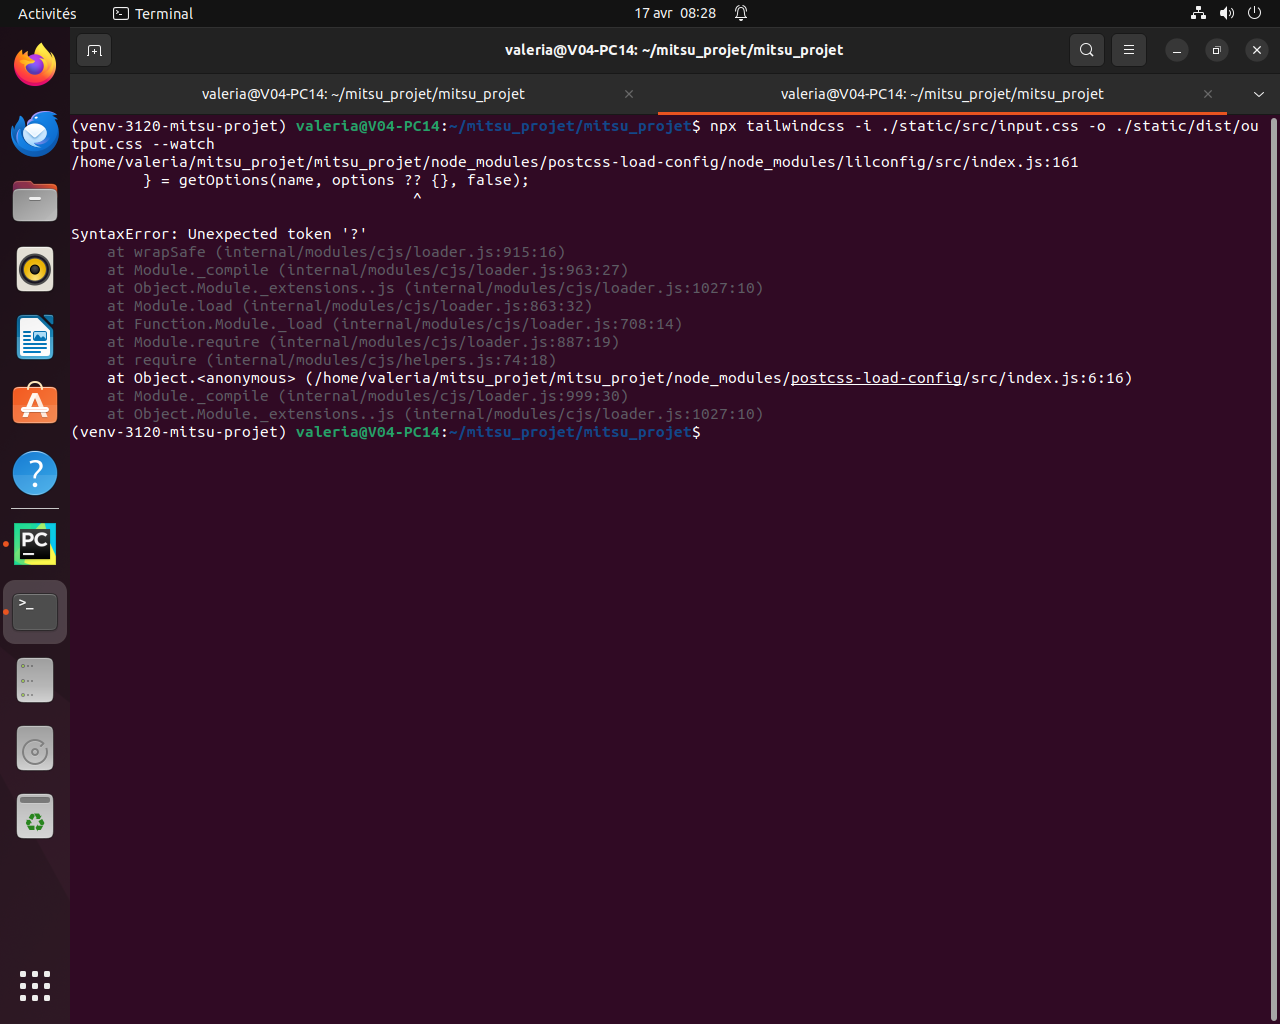 Activités Terminal 17 avr 08:28
valeria@V04-PC14: ~/mitsu_projet/mitsu_projet
valeria@V04-PC14: ~/mitsu_projet/mitsu_projet valeria@V04-PC14: ~/mitsu_projet/mitsu_projet
(venv-3120-mitsu-projet) valeria@V04-PC14:~/mitsu_projet/mitsu_projet$ npx tailwindcss -i ./static/src/input.css -o ./static/dist/ou
tput.css --watch
/home/valeria/mitsu_projet/mitsu_projet/node_modules/postcss-load-config/node_modules/lilconfig/src/index.js:161
        } = getOptions(name, options ?? {}, false);
                                      ^
SyntaxError: Unexpected token '?'
    at wrapSafe (internal/modules/cjs/loader.js:915:16)
    at Module._compile (internal/modules/cjs/loader.js:963:27)
    at Object.Module._extensions..js (internal/modules/cjs/loader.js:1027:10)
    at Module.load (internal/modules/cjs/loader.js:863:32)
    at Function.Module._load (internal/modules/cjs/loader.js:708:14)
    at Module.require (internal/modules/cjs/loader.js:887:19)
    at require (internal/modules/cjs/helpers.js:74:18)
    at Object.<anonymous> (/home/valeria/mitsu_projet/mitsu_projet/node_modules/postcss-load-config/src/index.js:6:16)
    at Module._compile (internal/modules/cjs/loader.js:999:30)
    at Object.Module._extensions..js (internal/modules/cjs/loader.js:1027:10)
(venv-3120-mitsu-projet) valeria@V04-PC14:~/mitsu_projet/mitsu_projet$
PC
>_